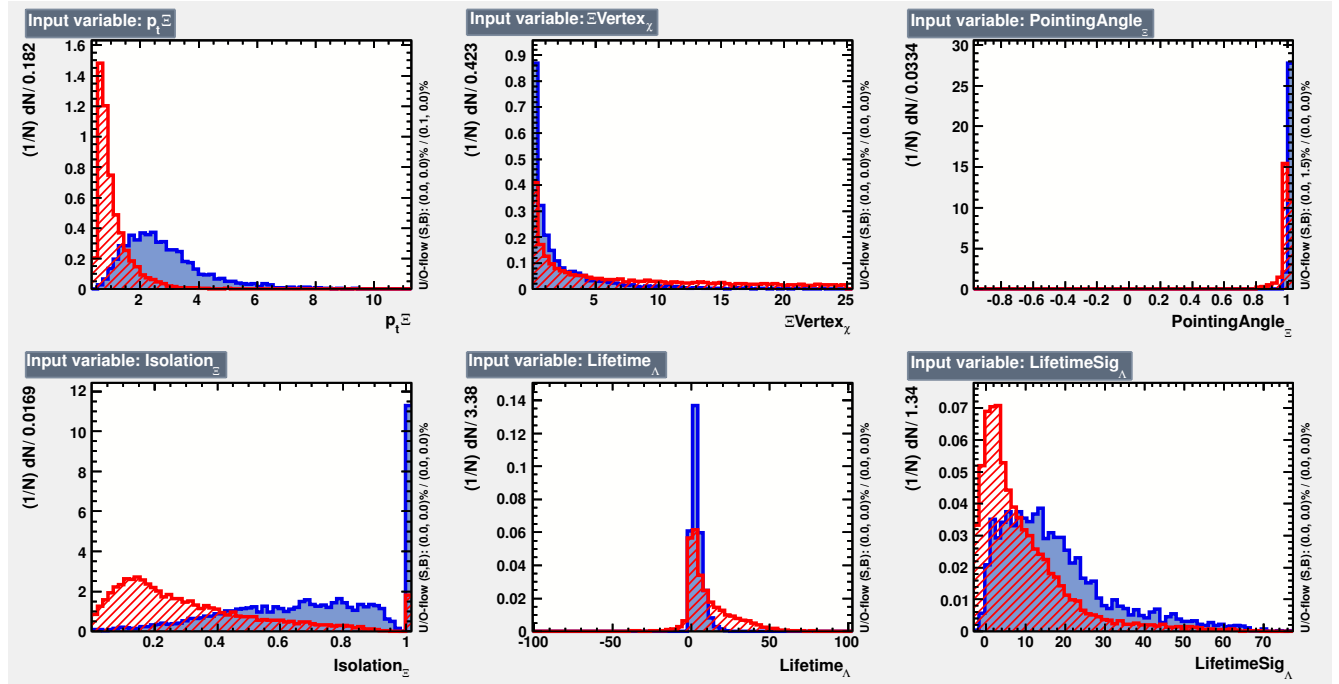 Input variable: p_t Ξ
(1/N) dN/ 0.182
1.6
1.4
1.2
1
0.8
0.6
0.4
0.2
0
2 4 6 8 10
p_t Ξ
U/O-flow (S,B): (0.0, 0.0)% / (0.1, 0.0)%
Input variable: ΞVertex_χ
(1/N) dN/ 0.423
0.9
0.8
0.7
0.6
0.5
0.4
0.3
0.2
0.1
0
5 10 15 20 25
ΞVertex_χ
U/O-flow (S,B): (0.0, 0.0)% / (0.0, 0.0)%
Input variable: PointingAngle_Ξ
(1/N) dN/ 0.0334
30
25
20
15
10
5
0
-0.8 -0.6 -0.4 -0.2 0 0.2 0.4 0.6 0.8 1
PointingAngle_Ξ
U/O-flow (S,B): (0.0, 1.5)% / (0.0, 0.0)%
Input variable: Isolation_Ξ
(1/N) dN/ 0.0169
12
10
8
6
4
2
0
0.2 0.4 0.6 0.8 1
Isolation_Ξ
U/O-flow (S,B): (0.0, 0.0)% / (0.0, 0.0)%
Input variable: Lifetime_Λ
(1/N) dN/ 3.38
0.14
0.12
0.1
0.08
0.06
0.04
0.02
0
-100 -50 0 50 100
Lifetime_Λ
U/O-flow (S,B): (0.0, 0.0)% / (0.0, 0.0)%
Input variable: LifetimeSig_Λ
(1/N) dN/ 1.34
0.07
0.06
0.05
0.04
0.03
0.02
0.01
0
0 10 20 30 40 50 60 70
LifetimeSig_Λ
U/O-flow (S,B): (0.0, 0.0)% / (0.0, 0.0)%